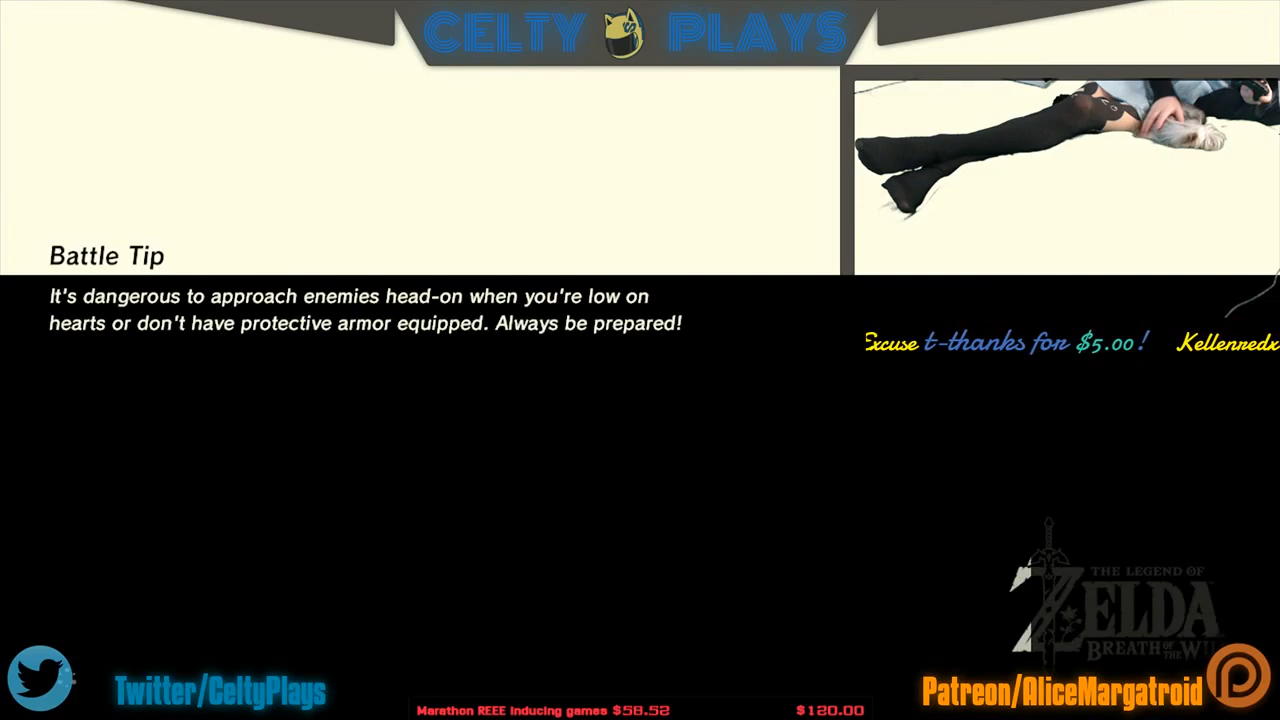 CELTY PLAYS
Battle Tip
It's dangerous to approach enemies head-on when you're low on
hearts or don't have protective armor equipped. Always be prepared!
Excuse t-thanks for $5.00! Kellenredx
THE LEGEND OF
ZELDA
BREATH OF THE WI
Twitter/CeltyPlays
Patreon/AliceMargatroid
Marathon REEE inducing games $58.52 $120.00